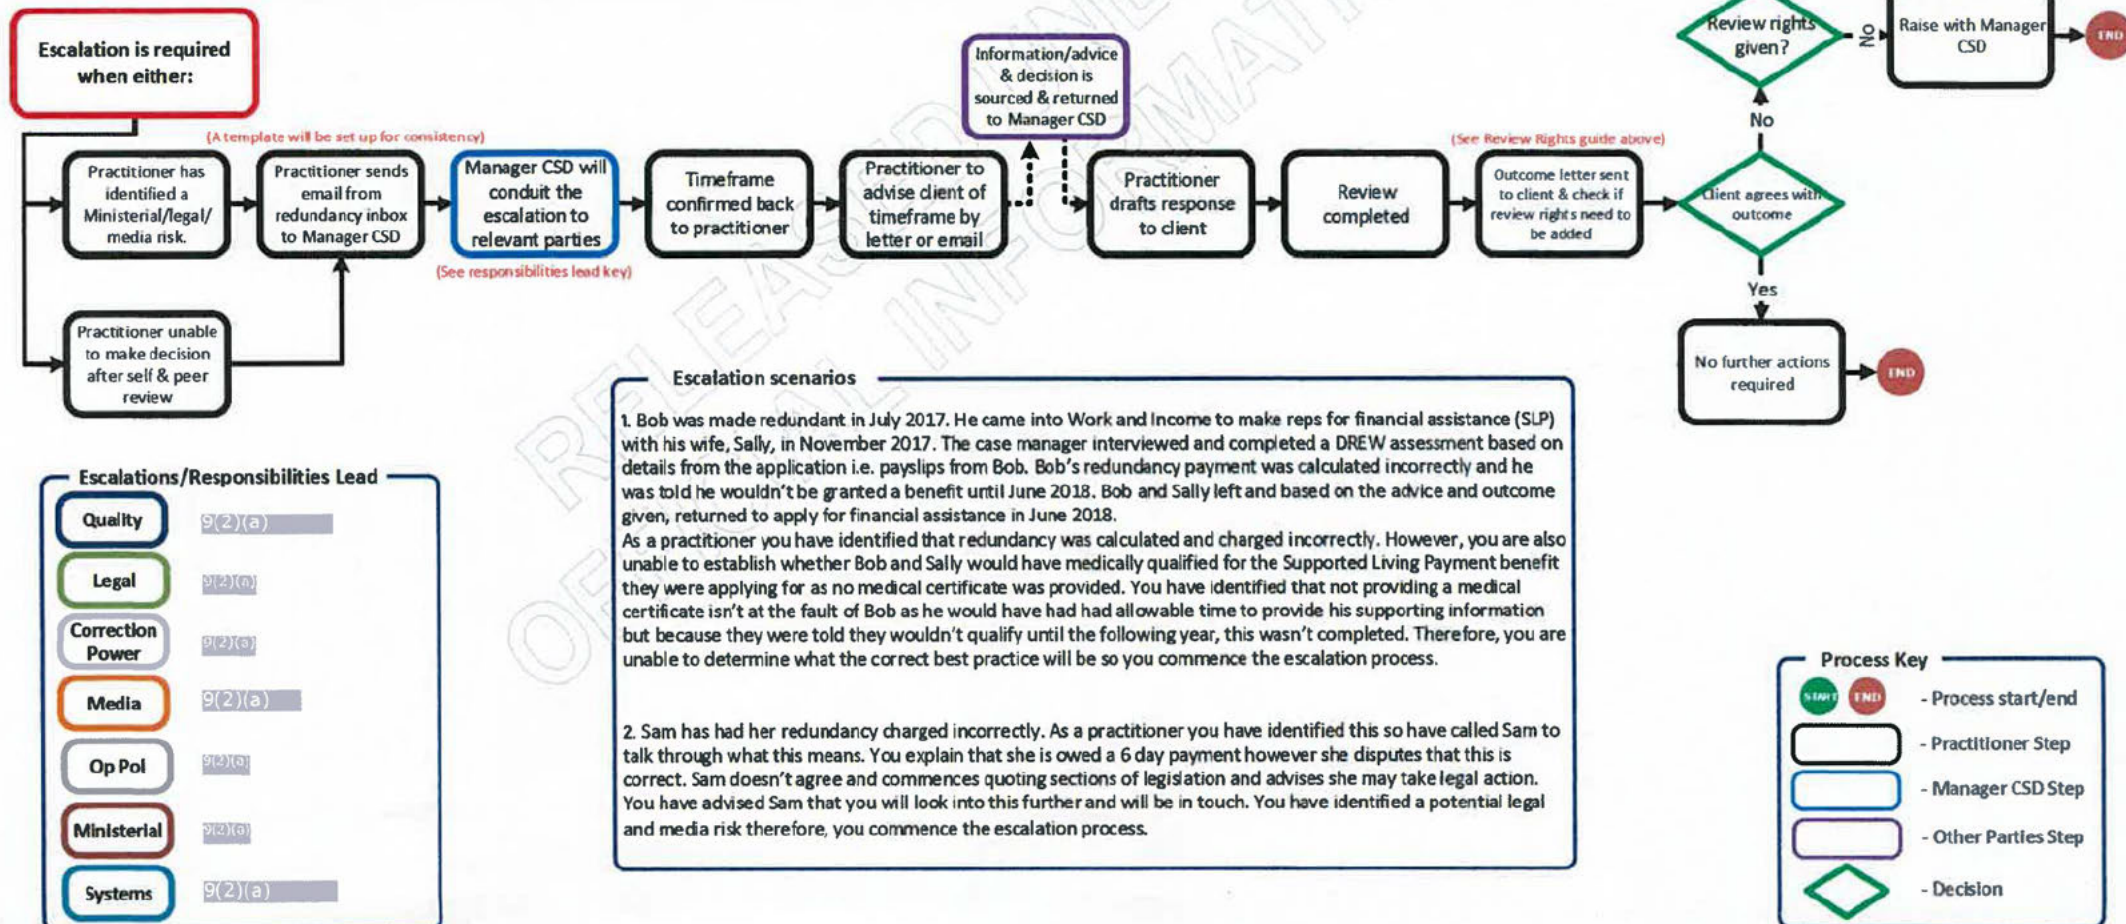 Escalation is required
when either:
(A template will be set up for consistency)
Practitioner has
identified a
Ministerial/legal/
media risk.
Practitioner sends
email from
redundancy inbox
to Manager CSD
Manager CSD will
conduit the
escalation to
relevant parties
(See responsibilities lead key)
Timeframe
confirmed back
to practitioner
Practitioner to
advise client of
timeframe by
letter or email
Information/advice
& decision is
sourced & returned
to Manager CSD
Practitioner
drafts response
to client
Review
completed
(See Review Rights guide above)
Outcome letter sent
to client & check if
review rights need to
be added
Client agrees with
outcome
No
Review rights
given?
No
Raise with Manager
CSD
END
Yes
No further actions
required
END
Practitioner unable
to make decision
after self & peer
review
RELEASED UNDER
OFFICIAL INFORMATION
Escalation scenarios
1. Bob was made redundant in July 2017. He came into Work and Income to make reps for financial assistance (SLP)
with his wife, Sally, in November 2017. The case manager interviewed and completed a DREW assessment based on
details from the application i.e. payslips from Bob. Bob's redundancy payment was calculated incorrectly and he
was told he wouldn't be granted a benefit until June 2018. Bob and Sally left and based on the advice and outcome
given, returned to apply for financial assistance in June 2018.
As a practitioner you have identified that redundancy was calculated and charged incorrectly. However, you are also
unable to establish whether Bob and Sally would have medically qualified for the Supported Living Payment benefit
they were applying for as no medical certificate was provided. You have identified that not providing a medical
certificate isn't at the fault of Bob as he would have had had allowable time to provide his supporting information
but because they were told they wouldn't qualify until the following year, this wasn't completed. Therefore, you are
unable to determine what the correct best practice will be so you commence the escalation process.
2. Sam has had her redundancy charged incorrectly. As a practitioner you have identified this so have called Sam to
talk through what this means. You explain that she is owed a 6 day payment however she disputes that this is
correct. Sam doesn't agree and commences quoting sections of legislation and advises she may take legal action.
You have advised Sam that you will look into this further and will be in touch. You have identified a potential legal
and media risk therefore, you commence the escalation process.
Escalations/Responsibilities Lead
Quality 9(2)(a)
Legal 9(2)(a)
Correction
Power 9(2)(a)
Media 9(2)(a)
Op Pol 9(2)(a)
Ministerial 9(2)(a)
Systems 9(2)(a)
Process Key
START END - Process start/end
- Practitioner Step
- Manager CSD Step
- Other Parties Step
- Decision